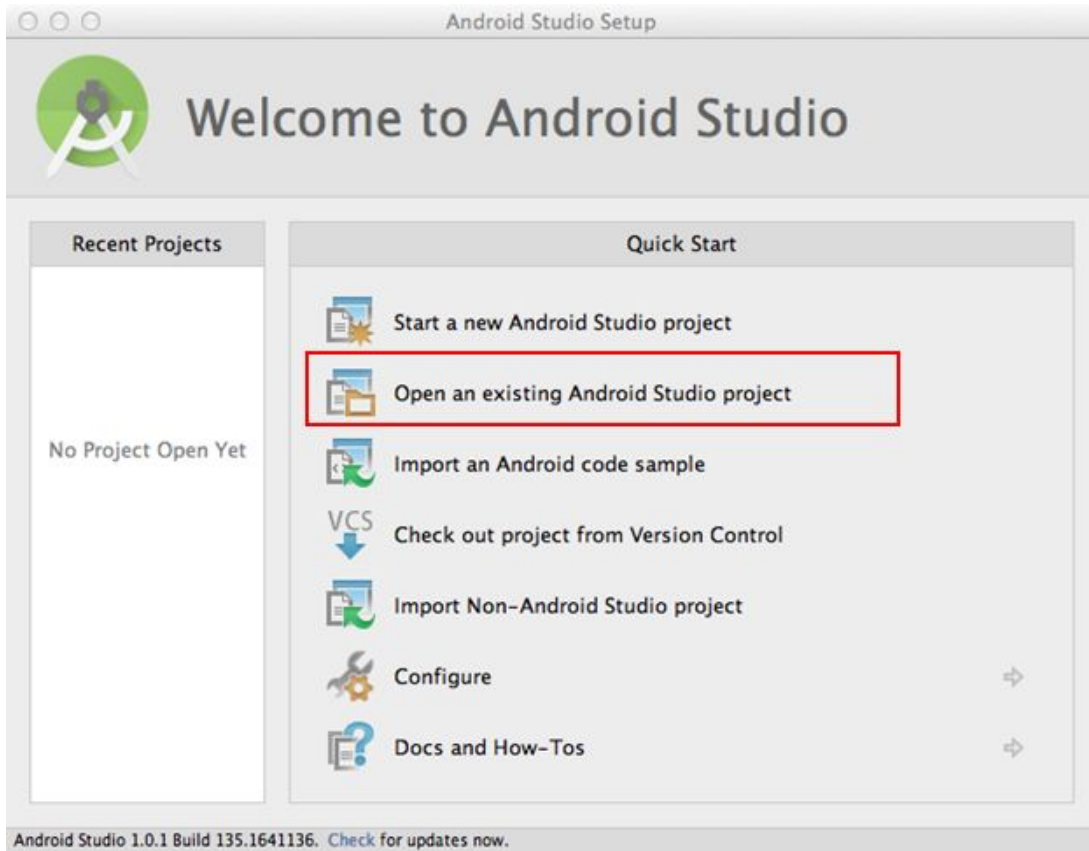 Android Studio Setup
Welcome to Android Studio
Recent Projects
No Project Open Yet
Quick Start
Start a new Android Studio project
Open an existing Android Studio project
Import an Android code sample
VCS
Check out project from Version Control
Import Non-Android Studio project
Configure
Docs and How-Tos
Android Studio 1.0.1 Build 135.1641136. Check for updates now.